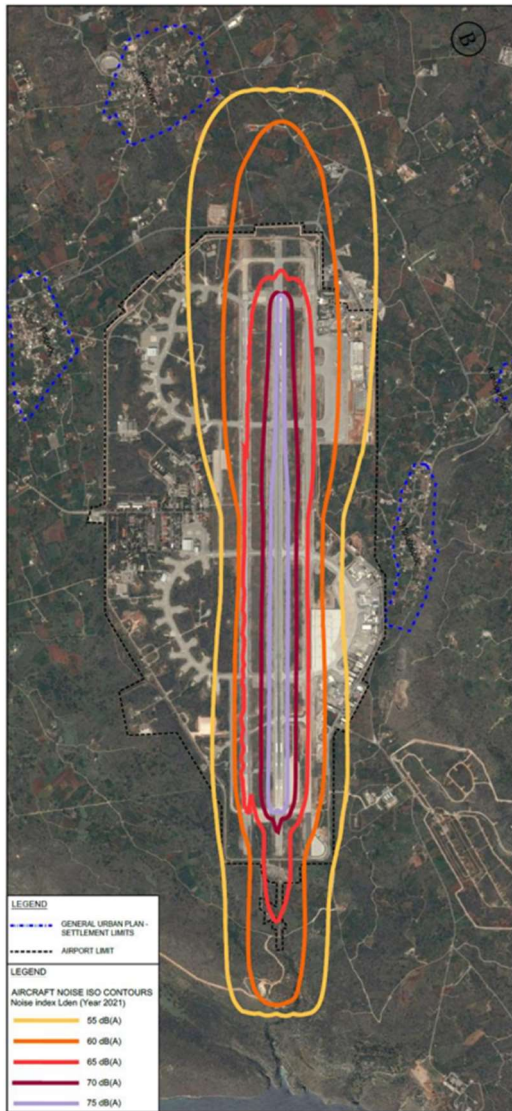 B
LEGEND
GENERAL URBAN PLAN -
SETTLEMENT LIMITS
AIRPORT LIMIT
LEGEND
AIRCRAFT NOISE ISO CONTOURS
Noise index Lden (Year 2021)
55 dB(A)
60 dB(A)
65 dB(A)
70 dB(A)
75 dB(A)